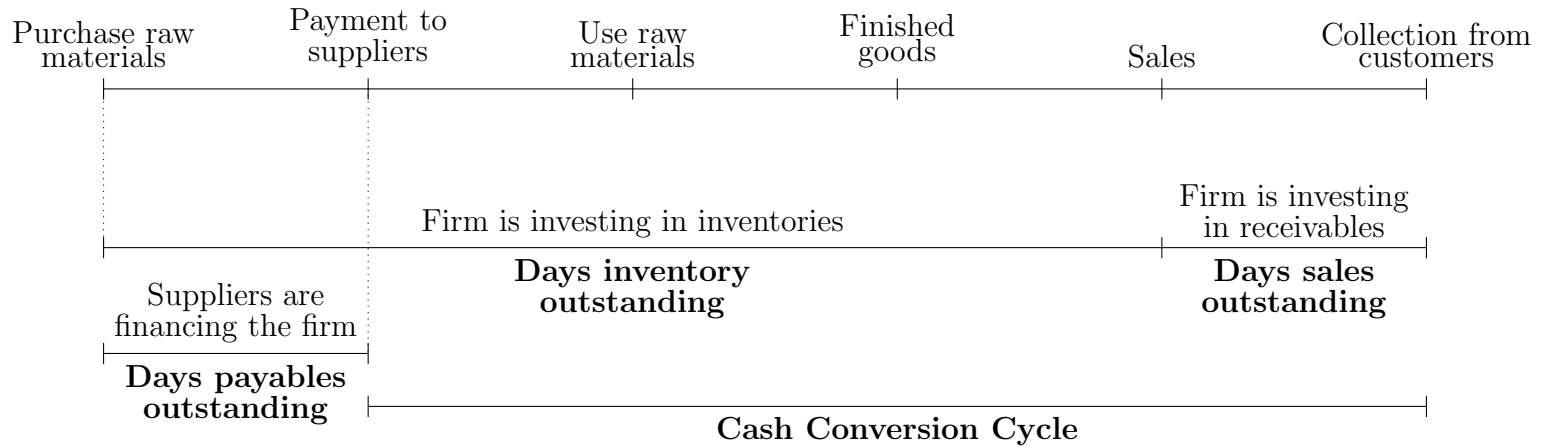 Purchase raw
materials
Payment to
suppliers
Use raw
materials
Finished
goods
Sales
Collection from
customers
Firm is investing in inventories
Days inventory
outstanding
Firm is investing
in receivables
Days sales
outstanding
Suppliers are
financing the firm
Days payables
outstanding
Cash Conversion Cycle